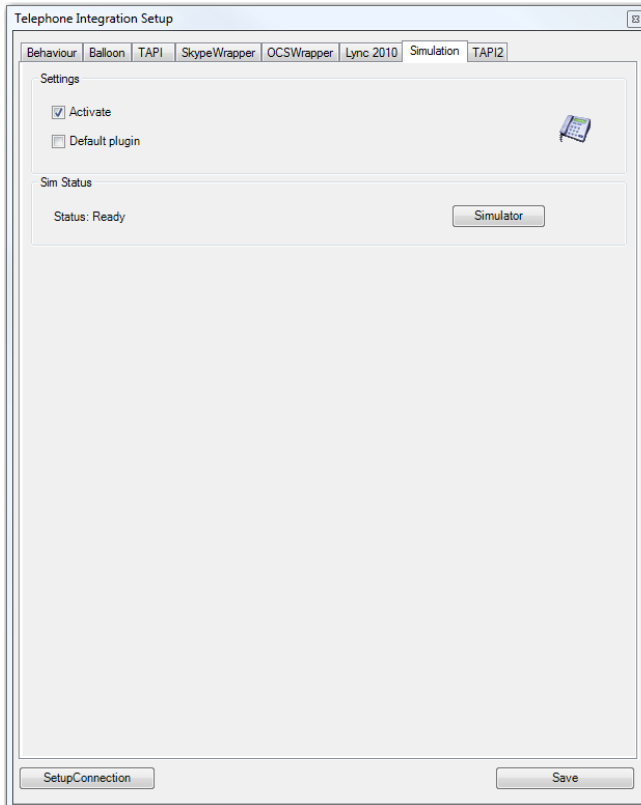 Telephone Integration Setup
Behaviour Balloon TAPI SkypeWrapper OCSWrapper Lync 2010 Simulation TAPI2
Settings
Activate
Default plugin
Sim Status
Status: Ready Simulator
SetupConnection Save